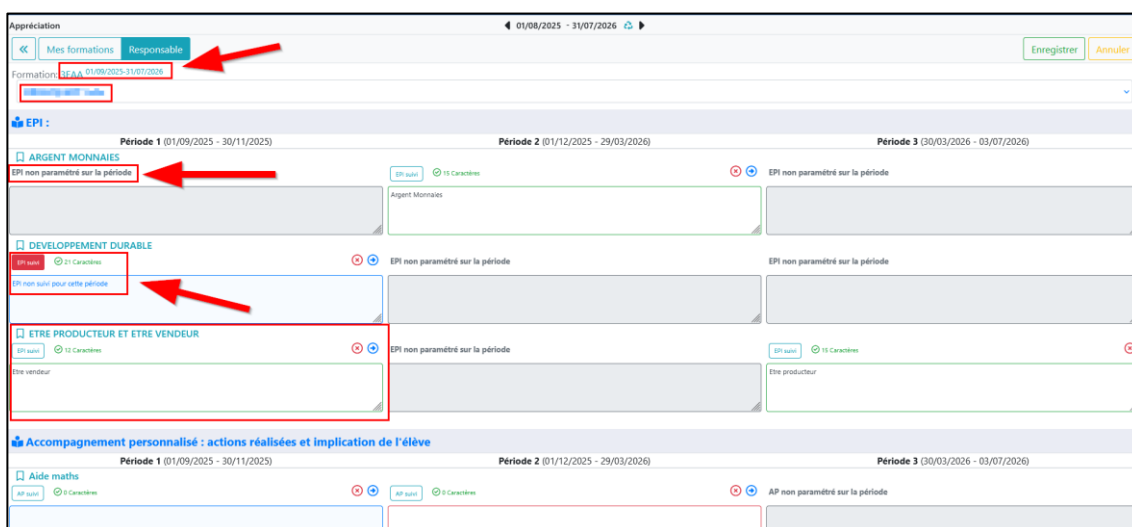 Appréciation 01/08/2025 - 31/07/2026
Mes formations Responsable Enregistrer Annuler
Formation: 3EAA 01/09/2025-31/07/2026
EPI :
Période 1 (01/09/2025 - 30/11/2025) Période 2 (01/12/2025 - 29/03/2026) Période 3 (30/03/2026 - 03/07/2026)
ARGENT MONNAIES
EPI non paramétré sur la période EPI suivi 15 Caractères EPI non paramétré sur la période
Argent Monnaies
DEVELOPPEMENT DURABLE
EPI suivi 21 Caractères EPI non paramétré sur la période EPI non paramétré sur la période
EPI non suivi pour cette période
ETRE PRODUCTEUR ET ETRE VENDEUR
EPI suivi 12 Caractères EPI non paramétré sur la période EPI suivi 15 Caractères
Etre vendeur Etre producteur
Accompagnement personnalisé : actions réalisées et implication de l'élève
Période 1 (01/09/2025 - 30/11/2025) Période 2 (01/12/2025 - 29/03/2026) Période 3 (30/03/2026 - 03/07/2026)
Aide maths
AP suivi 0 Caractères AP suivi 0 Caractères AP non paramétré sur la période